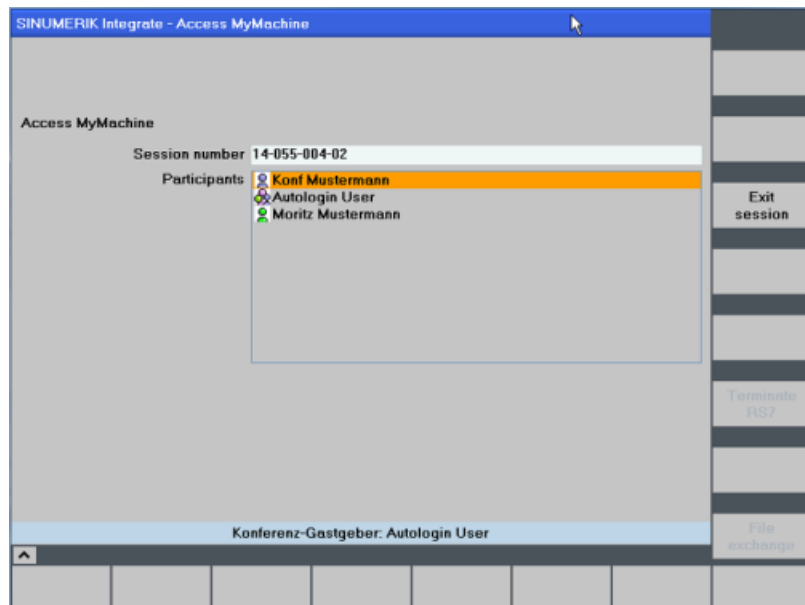 SINUMERIK Integrate - Access MyMachine
Access MyMachine
Session number 14-055-004-02
Participants Konf Mustermann
Autologin User
Moritz Mustermann
Exit
session
Terminate
RS?
File
exchange
Konferenz-Gastgeber: Autologin User